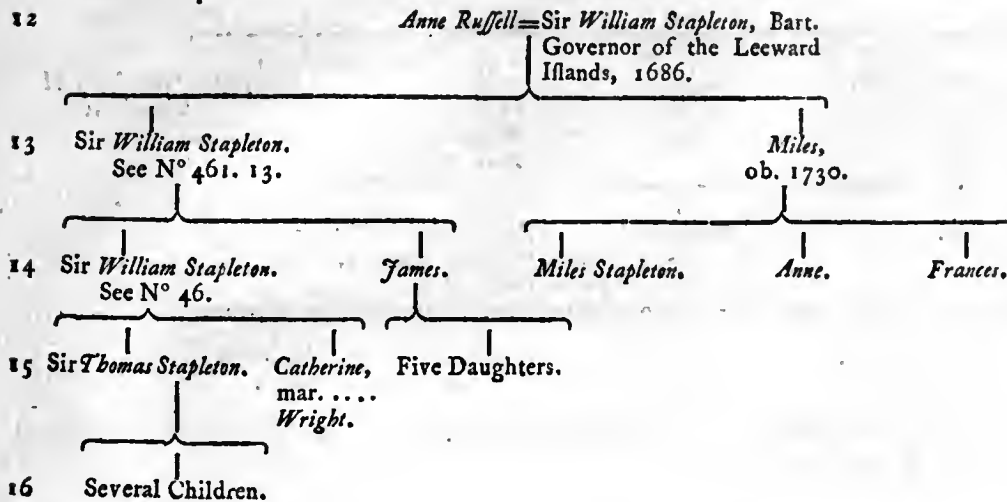 12 Anne Ruſſell=Sir William Stapleton, Bart.
Governor of the Leeward
Iſlands, 1686.
13 Sir William Stapleton. Miles,
See N° 461. 13. ob. 1730.
14 Sir William Stapleton. James. Miles Stapleton. Anne. Frances.
See N° 46.
15 Sir Thomas Stapleton. Catherine, Five Daughters.
mar. . . . .
Wright.
16 Several Children.